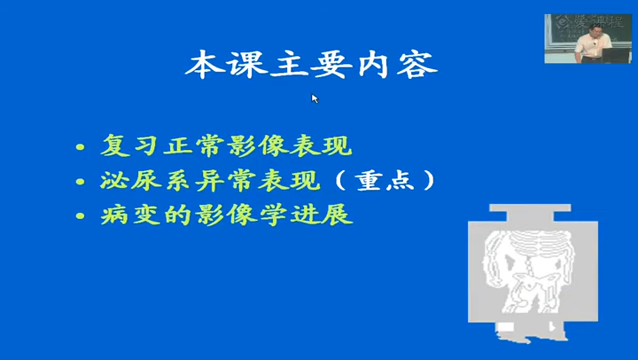 本课主要内容
• 复习正常影像表现
• 泌尿系异常表现（重点）
• 病变的影像学进展